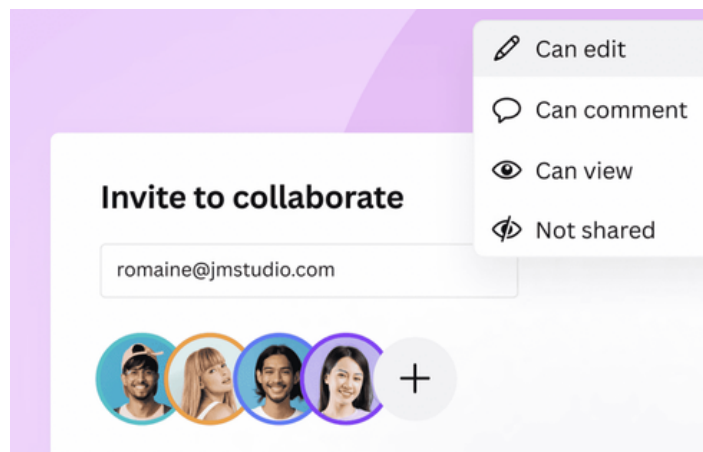 Can edit
Can comment
Can view
Not shared
Invite to collaborate
romaine@jmstudio.com